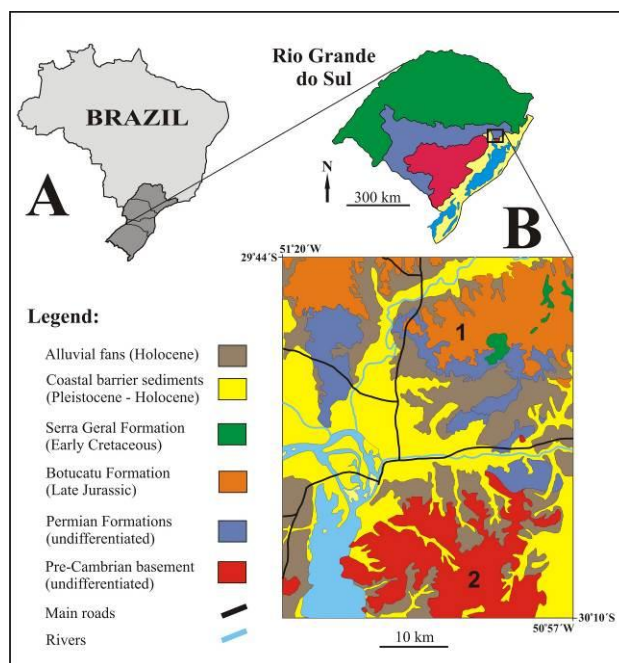 Rio Grande
do Sul
BRAZIL
A
N
300 km
B
29°44´S
51°20´W
Legend:
Alluvial fans (Holocene)
Coastal barrier sediments
(Pleistocene - Holocene)
Serra Geral Formation
(Early Cretaceous)
Botucatu Formation
(Late Jurassic)
Permian Formations
(undifferentiated)
Pre-Cambrian basement
(undifferentiated)
Main roads
Rivers
1
2
30°10´S
50°57´W
10 km